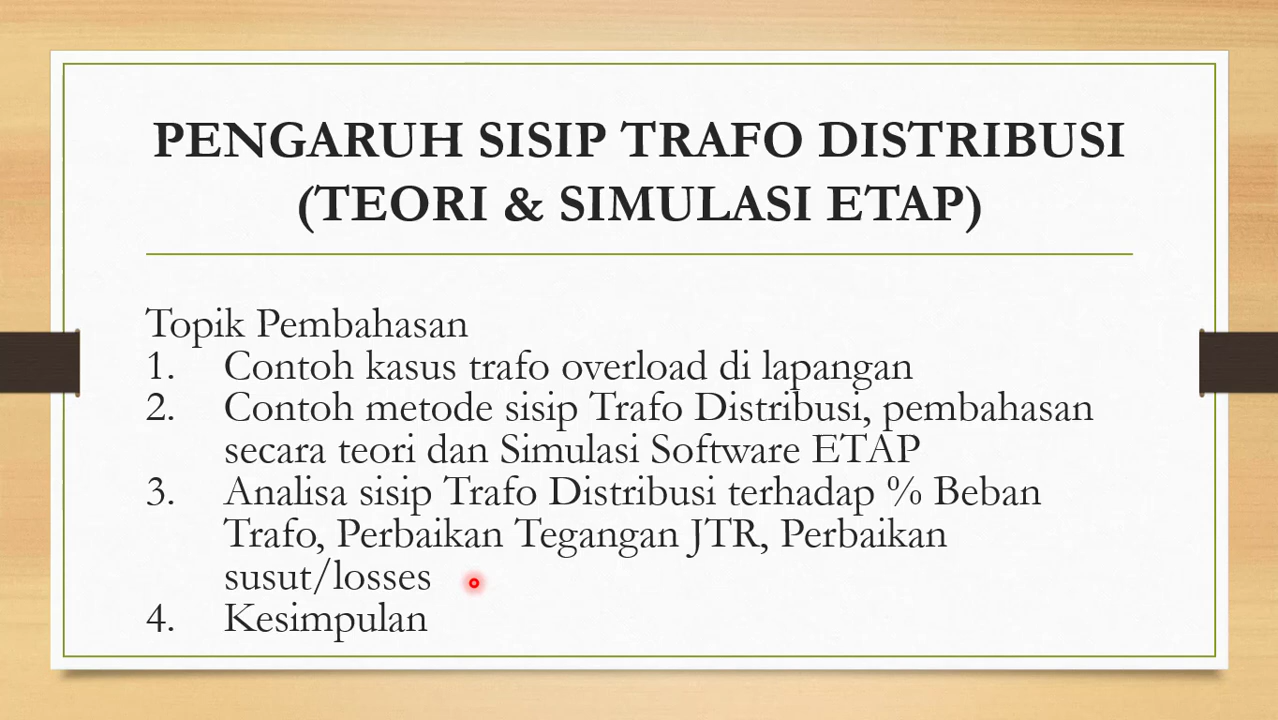 PENGARUH SISIP TRAFO DISTRIBUSI
(TEORI & SIMULASI ETAP)
Topik Pembahasan
1. Contoh kasus trafo overload di lapangan
2. Contoh metode sisip Trafo Distribusi, pembahasan
secara teori dan Simulasi Software ETAP
3. Analisa sisip Trafo Distribusi terhadap % Beban
Trafo, Perbaikan Tegangan JTR, Perbaikan
susut/losses
4. Kesimpulan